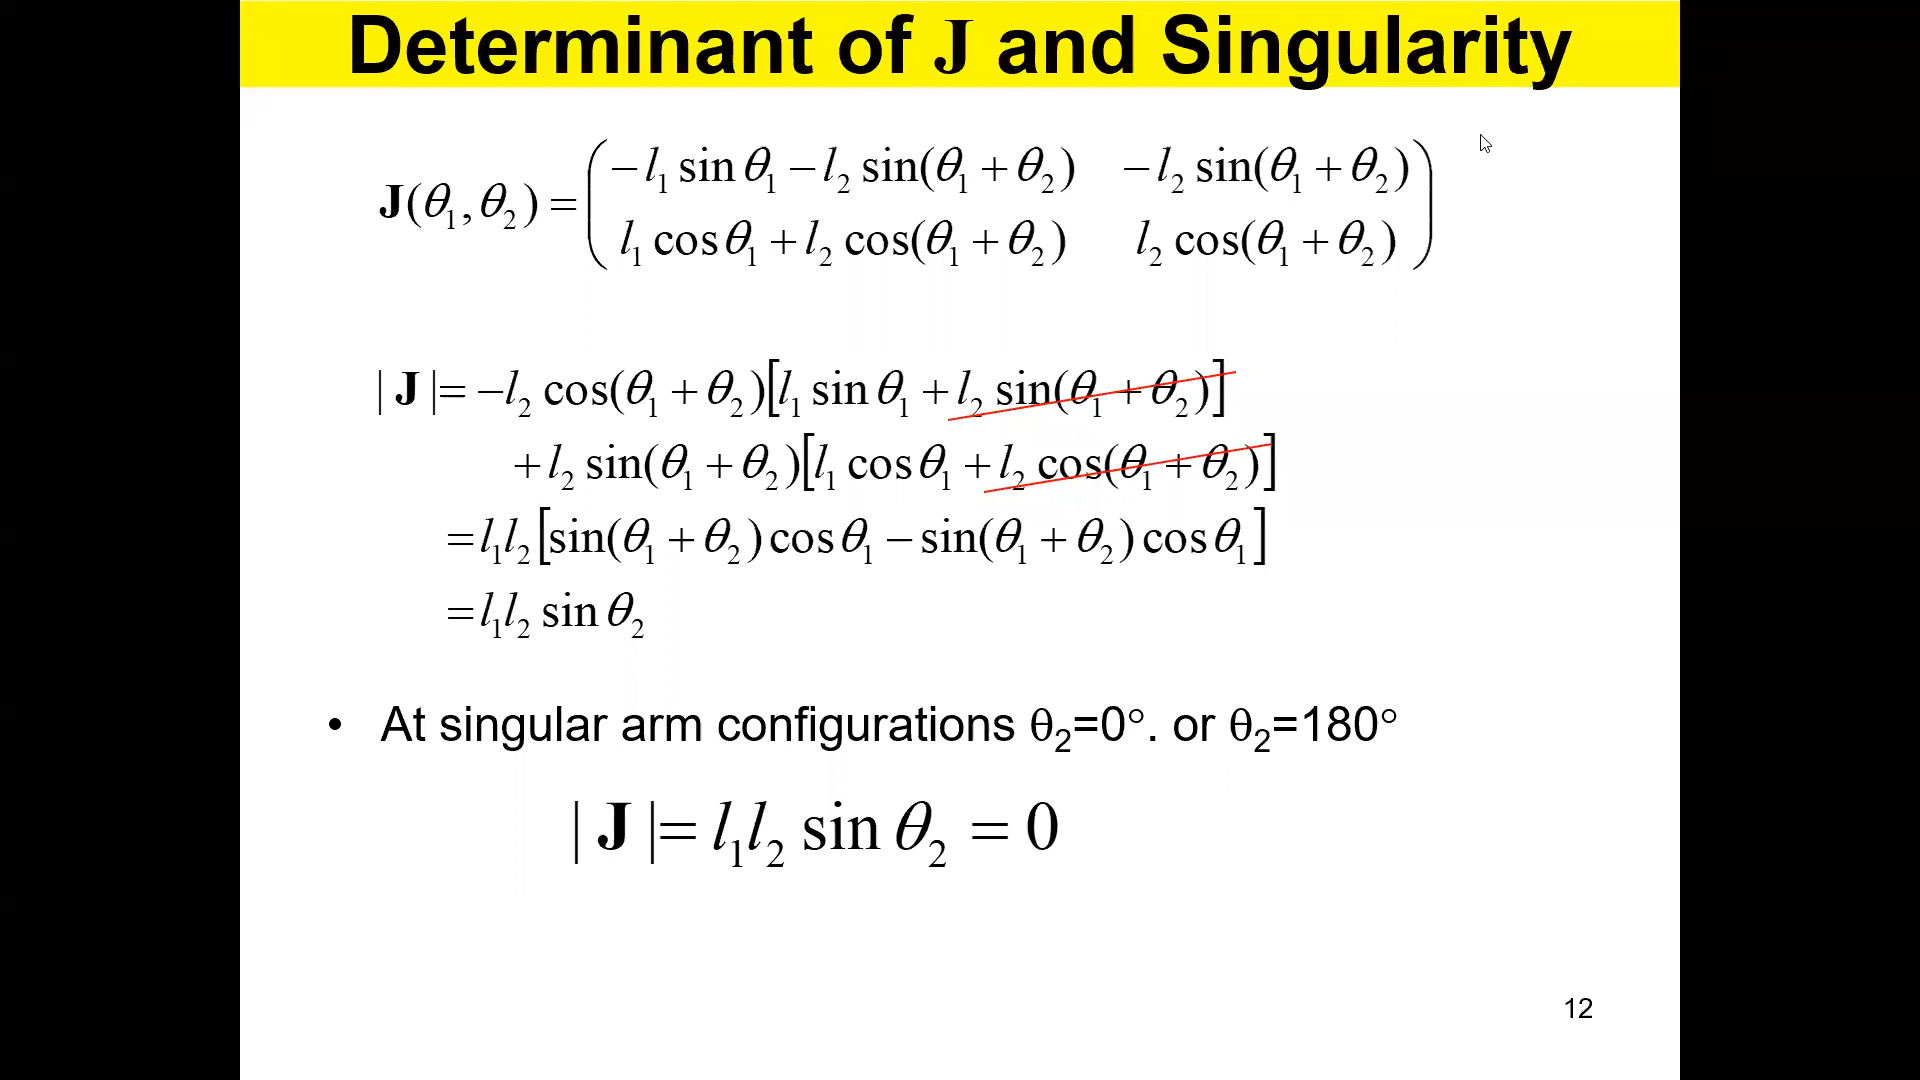 Determinant of J and Singularity
J(θ₁,θ₂) = ( −l₁ sin θ₁ − l₂ sin(θ₁ + θ₂)   −l₂ sin(θ₁ + θ₂)
l₁ cos θ₁ + l₂ cos(θ₁ + θ₂)   l₂ cos(θ₁ + θ₂) )
| J |= −l₂ cos(θ₁ + θ₂)[l₁ sin θ₁ + l₂ sin(θ₁ + θ₂)]
+ l₂ sin(θ₁ + θ₂)[l₁ cos θ₁ + l₂ cos(θ₁ + θ₂)]
= l₁l₂ [sin(θ₁ + θ₂) cos θ₁ − sin(θ₁ + θ₂) cos θ₁]
= l₁l₂ sin θ₂
• At singular arm configurations θ₂=0°. or θ₂=180°
| J |= l₁l₂ sin θ₂ = 0
12